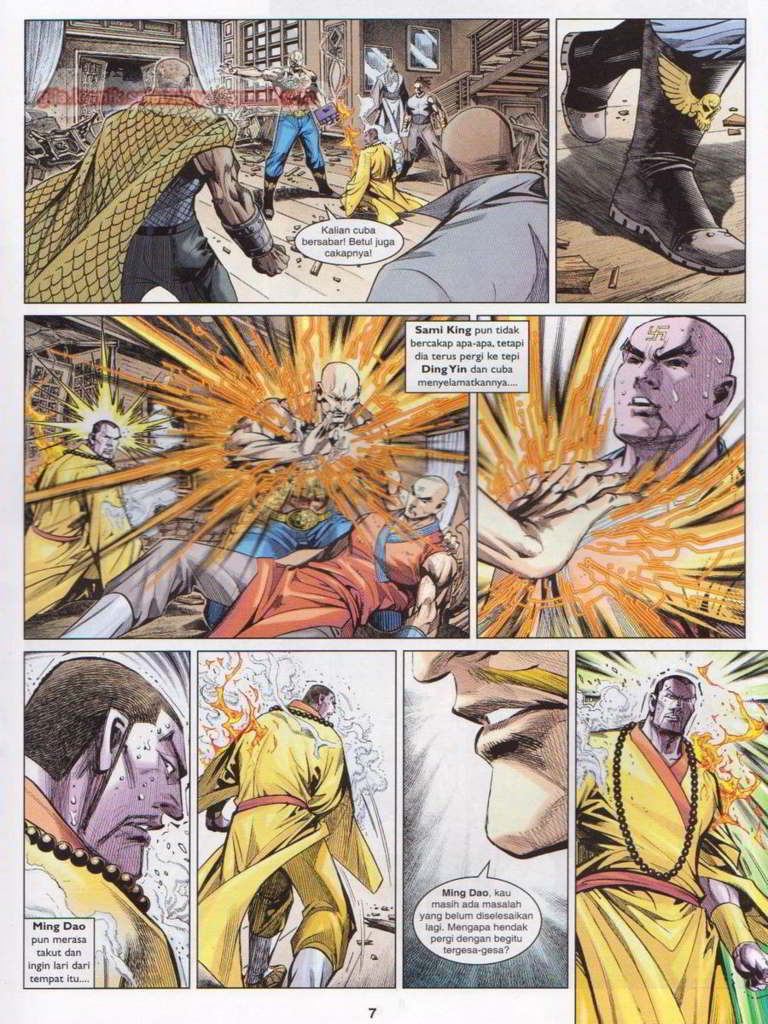 Kalian cuba
bersabar! Betul juga
cakapnya!
Sami King pun tidak
bercakap apa-apa, tetapi
dia terus pergi ke tepi
Ding Yin dan cuba
menyelamatkannya....
Ming Dao
pun merasa
takut dan
ingin lari dari
tempat itu....
Ming Dao, kau
masih ada masalah
yang belum diselesaikan
lagi. Mengapa hendak
pergi dengan begitu
tergesa-gesa?
7